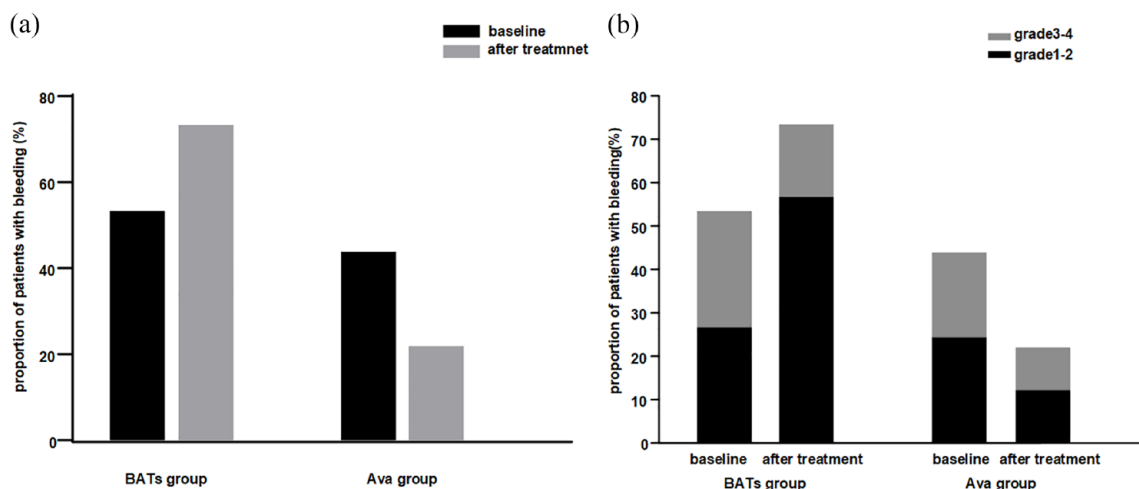 (a)
baseline
after treatmnet
proportion of patients with bleeding (%)
80
60
40
20
0
BATs group
Ava group
(b)
grade3-4
grade1-2
proportion of patients with bleeding(%)
80
70
60
50
40
30
20
10
0
baseline after treatment
baseline after treatment
BATs group
Ava group